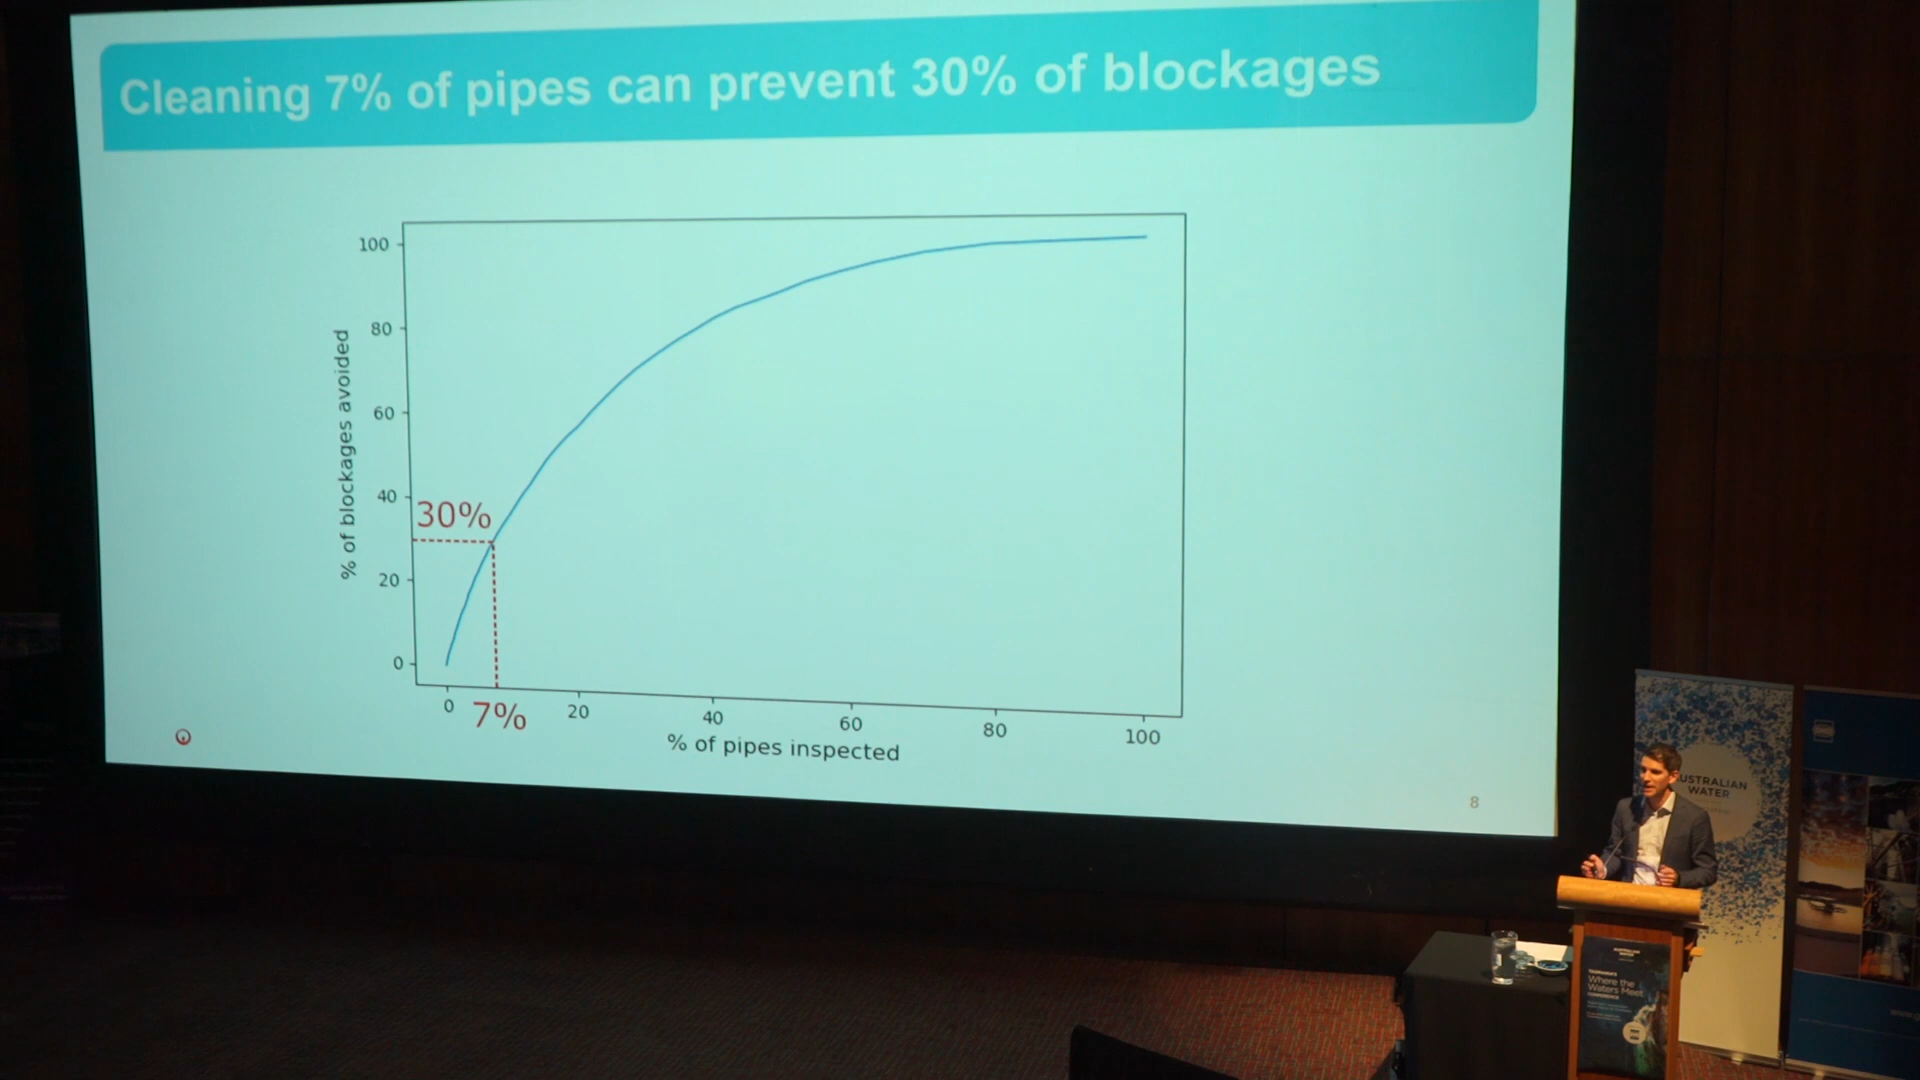 Cleaning 7% of pipes can prevent 30% of blockages
100
80
60
40
20
0
% of blockages avoided
30%
7%
0
20
40
60
80
100
% of pipes inspected
8
AUSTRALIAN
WATER
Where the
Waters Meet